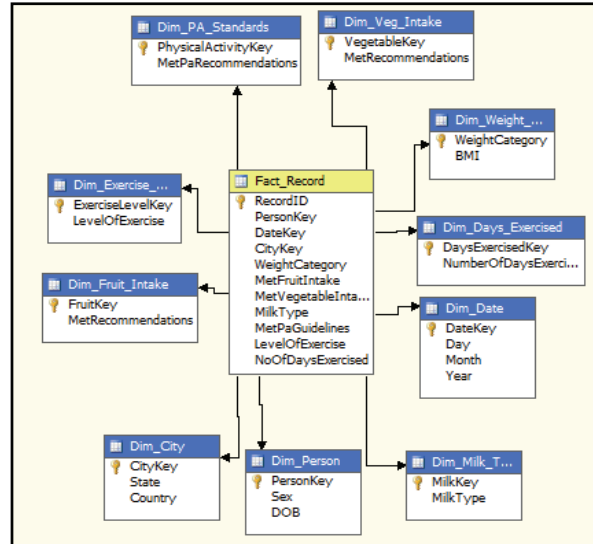 Dim_PA_Standards
PhysicalActivityKey
MetPaRecommendations
Dim_Veg_Intake
VegetableKey
MetRecommendations
Dim_Weight_...
WeightCategory
BMI
Dim_Exercise_...
ExerciseLevelKey
LevelOfExercise
Fact_Record
RecordID
PersonKey
DateKey
CityKey
WeightCategory
MetFruitIntake
MetVegetableInta...
MilkType
MetPaGuidelines
LevelOfExercise
NoOfDaysExercised
Dim_Days_Exercised
DaysExercisedKey
NumberOfDaysExerci...
Dim_Fruit_Intake
FruitKey
MetRecommendations
Dim_Date
DateKey
Day
Month
Year
Dim_City
CityKey
State
Country
Dim_Person
PersonKey
Sex
DOB
Dim_Milk_T...
MilkKey
MilkType